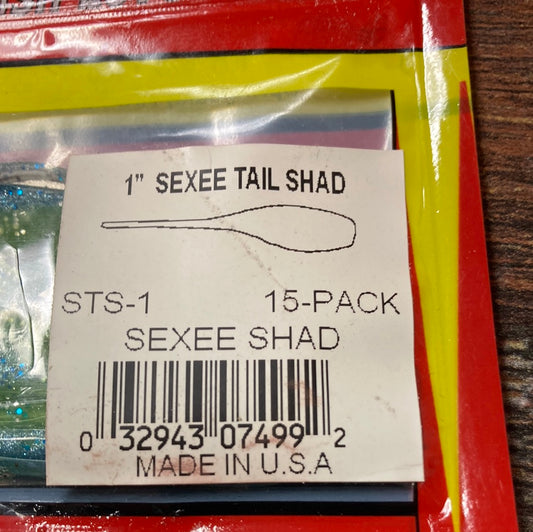 1" SEXEE TAIL SHAD
STS-1 15-PACK
SEXEE SHAD
0 32943 07499 2
MADE IN U.S.A